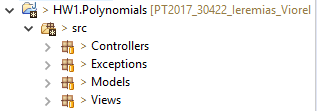 > HW1.Polynomials [PT2017_30422_Ieremias_Viorel
> src
> Controllers
> Exceptions
> Models
> Views